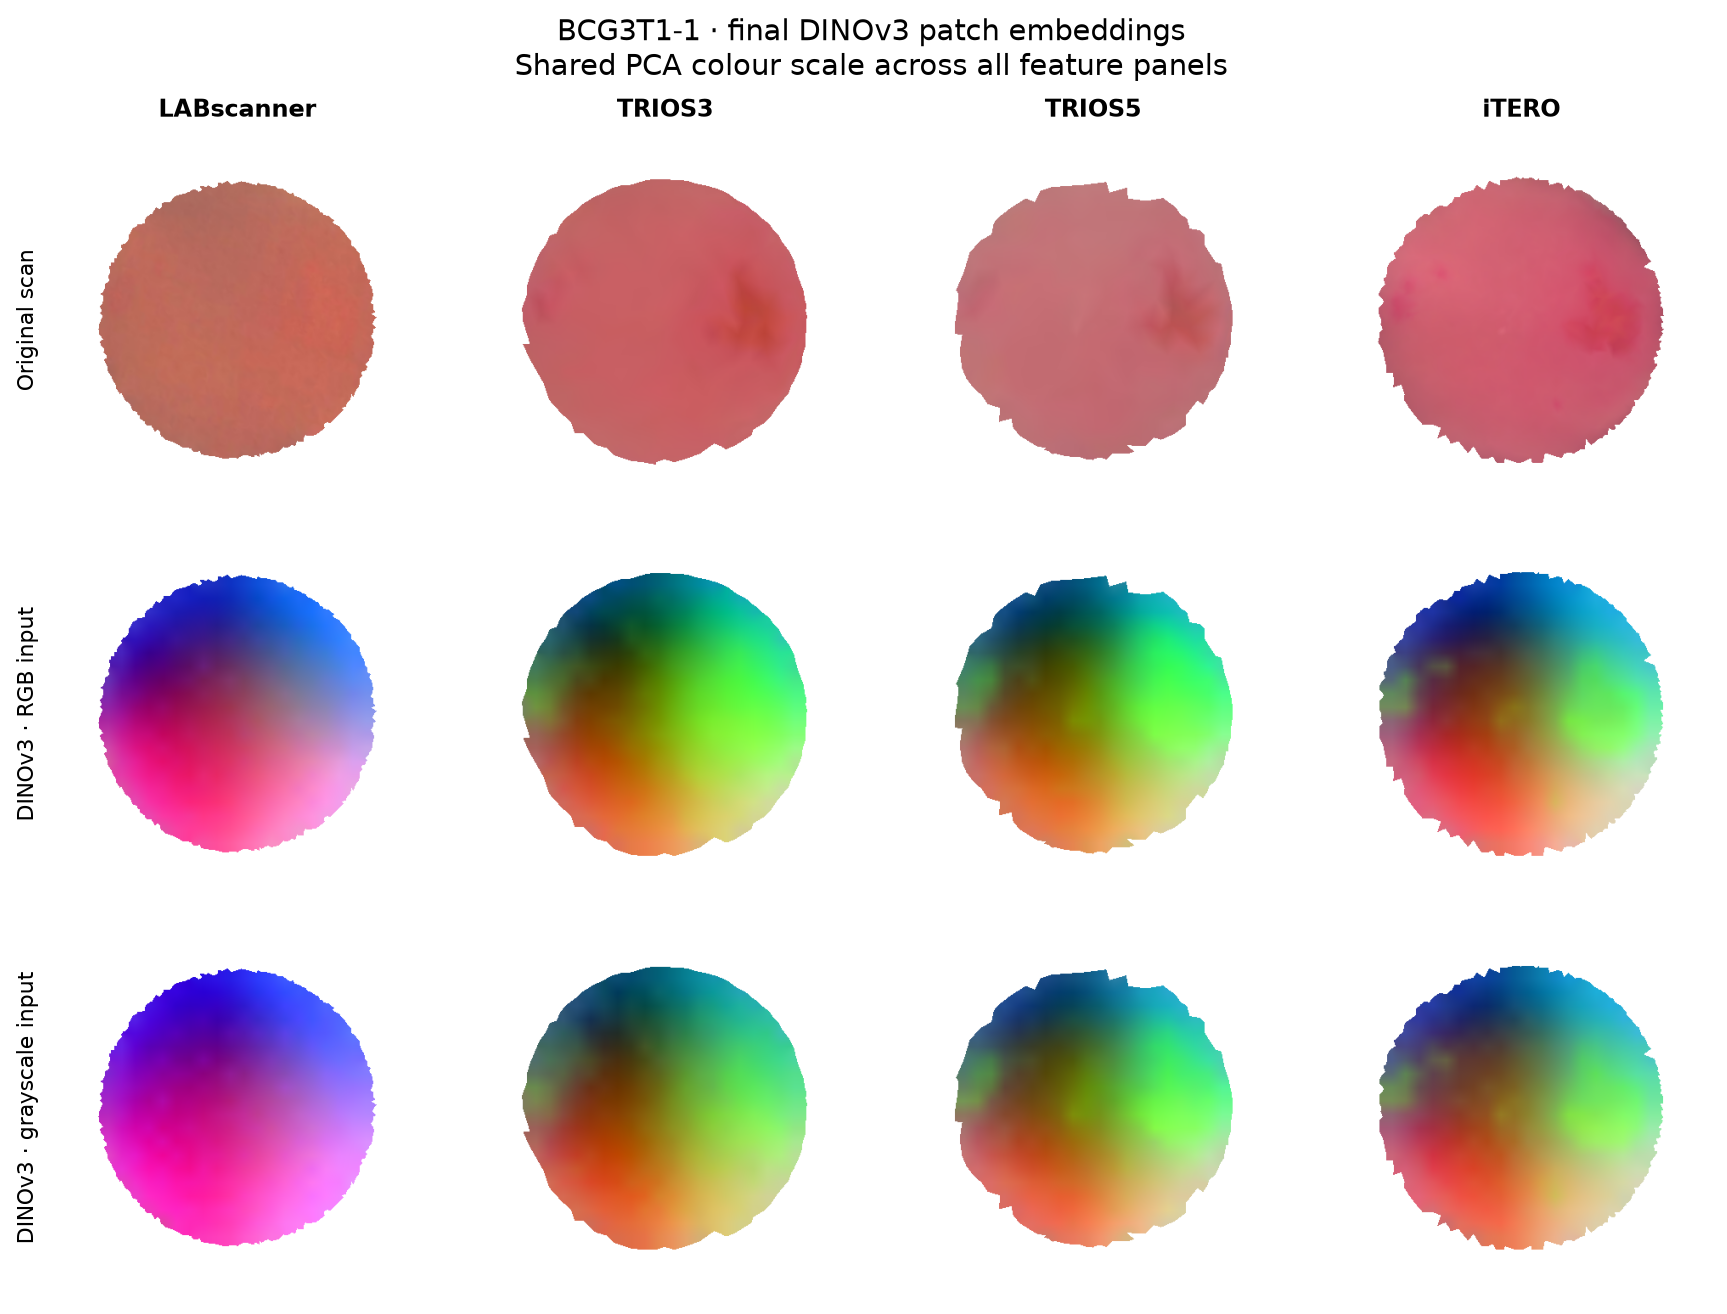 BCG3T1-1 · final DINOv3 patch embeddings
Shared PCA colour scale across all feature panels
LABscanner
TRIOS3
TRIOS5
iTERO
Original scan
DINOv3 · RGB input
DINOv3 · grayscale input